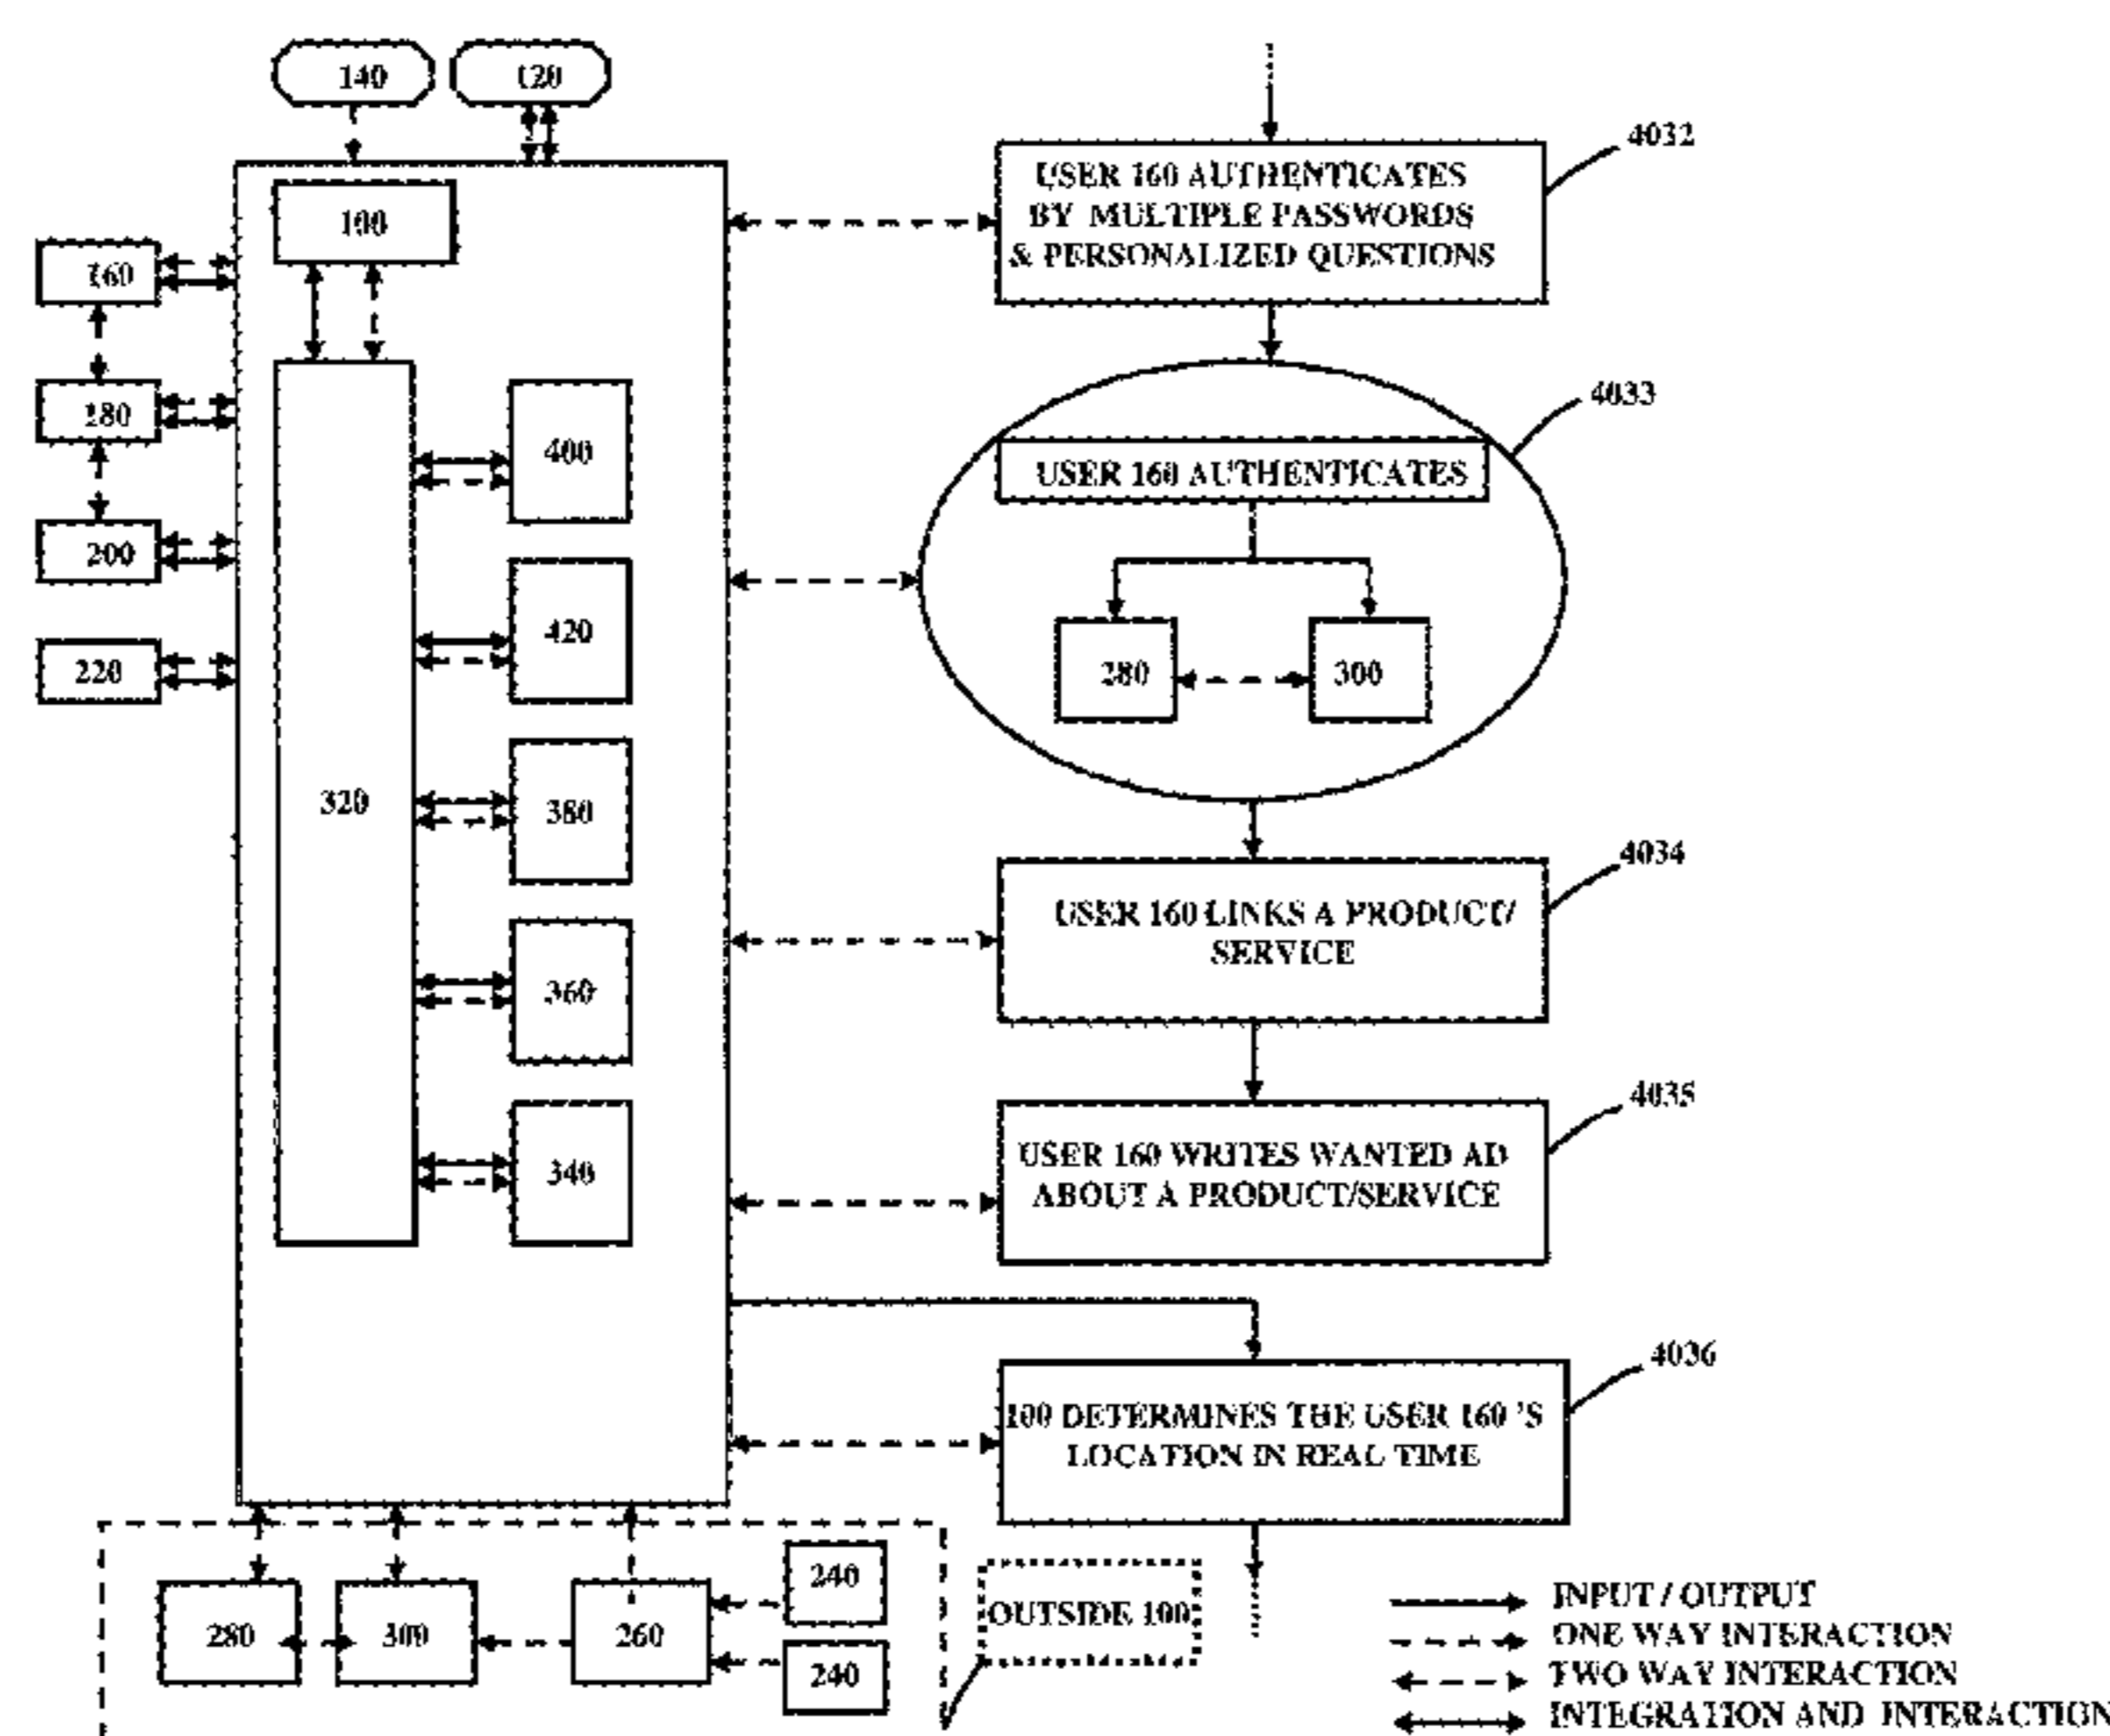 140
120
100
160
180
200
220
320
400
420
380
360
340
4032
USER 160 AUTHENTICATES
BY MULTIPLE PASSWORDS
& PERSONALIZED QUESTIONS
4033
USER 160 AUTHENTICATES
280
300
4034
USER 160 LINKS A PRODUCT/
SERVICE
4035
USER 160 WRITES WANTED AD
ABOUT A PRODUCT/SERVICE
4036
100 DETERMINES THE USER 160 'S
LOCATION IN REAL TIME
280
300
260
240
240
OUTSIDE 100
INPUT / OUTPUT
ONE WAY INTERACTION
TWO WAY INTERACTION
INTEGRATION AND INTERACTION